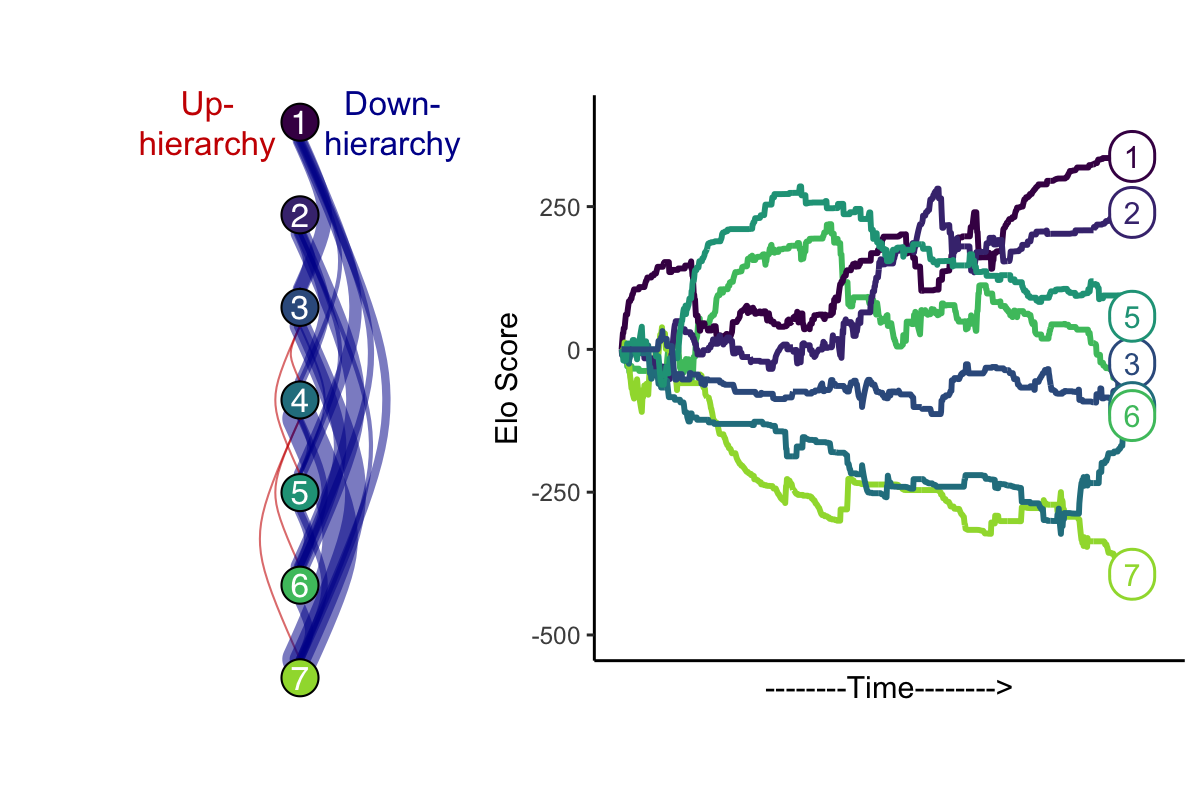 Up-
hierarchy
Down-
hierarchy
1
2
3
4
5
6
7
Elo Score
250
0
-250
-500
1
2
5
3
6
7
--------Time-------->